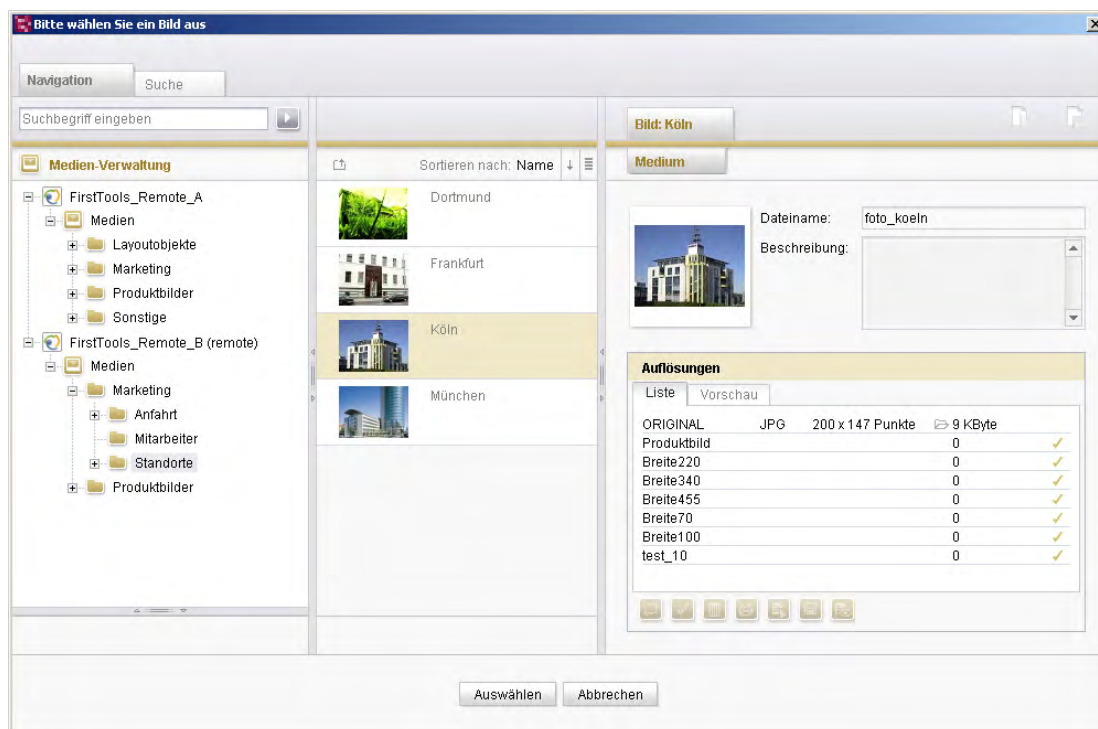 Bitte wählen Sie ein Bild aus
Navigation
Suche
Suchbegriff eingeben
Medien-Verwaltung
FirstTools_Remote_A
Medien
Layoutobjekte
Marketing
Produktbilder
Sonstige
FirstTools_Remote_B (remote)
Medien
Marketing
Anfahrt
Mitarbeiter
Standorte
Produktbilder
Sortieren nach: Name
Dortmund
Frankfurt
Köln
München
Bild: Köln
Medium
Dateiname: foto_koeln
Beschreibung:
Auflösungen
Liste Vorschau
ORIGINAL JPG 200 x 147 Punkte 9 KByte
Produktbild 0
Breite220 0
Breite340 0
Breite455 0
Breite70 0
Breite100 0
test_10 0
Auswählen Abbrechen